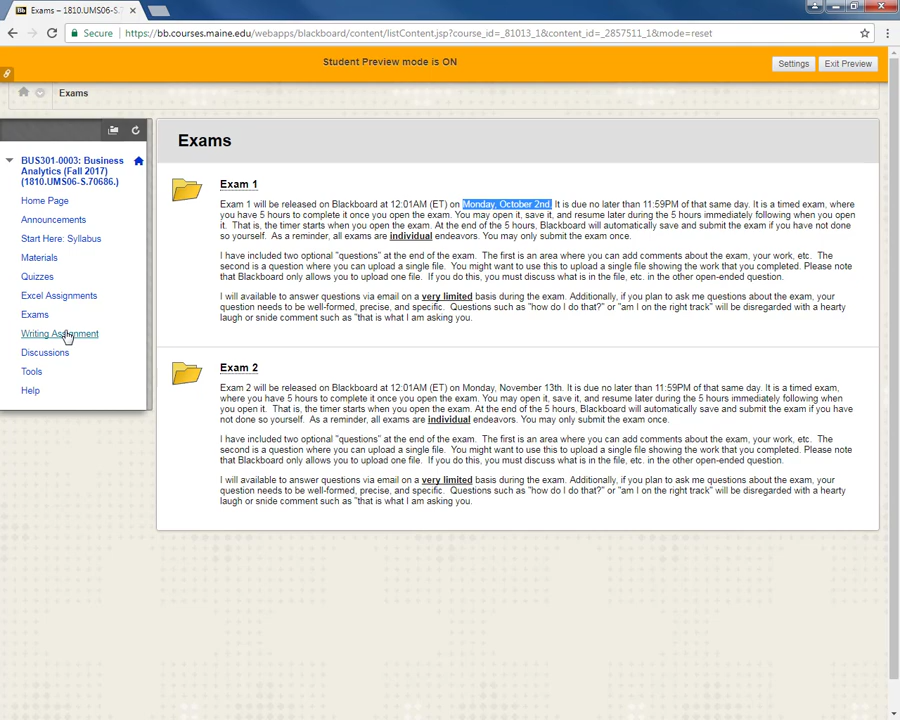 Exams – 1810.UMS06-S.7
Secure
https://bb.courses.maine.edu/webapps/blackboard/content/listContent.jsp?course_id=_81013_1&content_id=_2857511_1&mode=reset
Student Preview mode is ON
Settings
Exit Preview
Exams
BUS301-0003: Business
Analytics (Fall 2017)
(1810.UMS06-S.70686.)
Home Page
Announcements
Start Here: Syllabus
Materials
Quizzes
Excel Assignments
Exams
Writing Assignment
Discussions
Tools
Help
Exams
Exam 1
Exam 1 will be released on Blackboard at 12:01AM (ET) on Monday, October 2nd. It is due no later than 11:59PM of that same day. It is a timed exam, where
you have 5 hours to complete it once you open the exam. You may open it, save it, and resume later during the 5 hours immediately following when you open
it. That is, the timer starts when you open the exam. At the end of the 5 hours, Blackboard will automatically save and submit the exam if you have not done
so yourself. As a reminder, all exams are individual endeavors. You may only submit the exam once.
I have included two optional "questions" at the end of the exam. The first is an area where you can add comments about the exam, your work, etc. The
second is a question where you can upload a single file. You might want to use this to upload a single file showing the work that you completed. Please note
that Blackboard only allows you to upload one file. If you do this, you must discuss what is in the file, etc. in the other open-ended question.
I will available to answer questions via email on a very limited basis during the exam. Additionally, if you plan to ask me questions about the exam, your
question needs to be well-formed, precise, and specific. Questions such as "how do I do that?" or "am I on the right track" will be disregarded with a hearty
laugh or snide comment such as "that is what I am asking you.
Exam 2
Exam 2 will be released on Blackboard at 12:01AM (ET) on Monday, November 13th. It is due no later than 11:59PM of that same day. It is a timed exam,
where you have 5 hours to complete it once you open the exam. You may open it, save it, and resume later during the 5 hours immediately following when
you open it. That is, the timer starts when you open the exam. At the end of the 5 hours, Blackboard will automatically save and submit the exam if you have
not done so yourself. As a reminder, all exams are individual endeavors. You may only submit the exam once.
I have included two optional "questions" at the end of the exam. The first is an area where you can add comments about the exam, your work, etc. The
second is a question where you can upload a single file. You might want to use this to upload a single file showing the work that you completed. Please note
that Blackboard only allows you to upload one file. If you do this, you must discuss what is in the file, etc. in the other open-ended question.
I will available to answer questions via email on a very limited basis during the exam. Additionally, if you plan to ask me questions about the exam, your
question needs to be well-formed, precise, and specific. Questions such as "how do I do that?" or "am I on the right track" will be disregarded with a hearty
laugh or snide comment such as "that is what I am asking you.